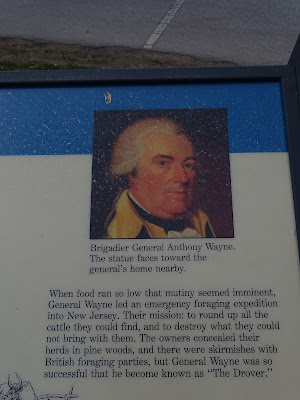 Brigadier General Anthony Wayne.
The statue faces toward the
general's home nearby.
When food ran so low that mutiny seemed imminent,
General Wayne led an emergency foraging expedition
into New Jersey. Their mission: to round up all the
cattle they could find, and to destroy what they could
not bring with them. The owners concealed their
herds in pine woods, and there were skirmishes with
British foraging parties, but General Wayne was so
successful that he become known as "The Drover."